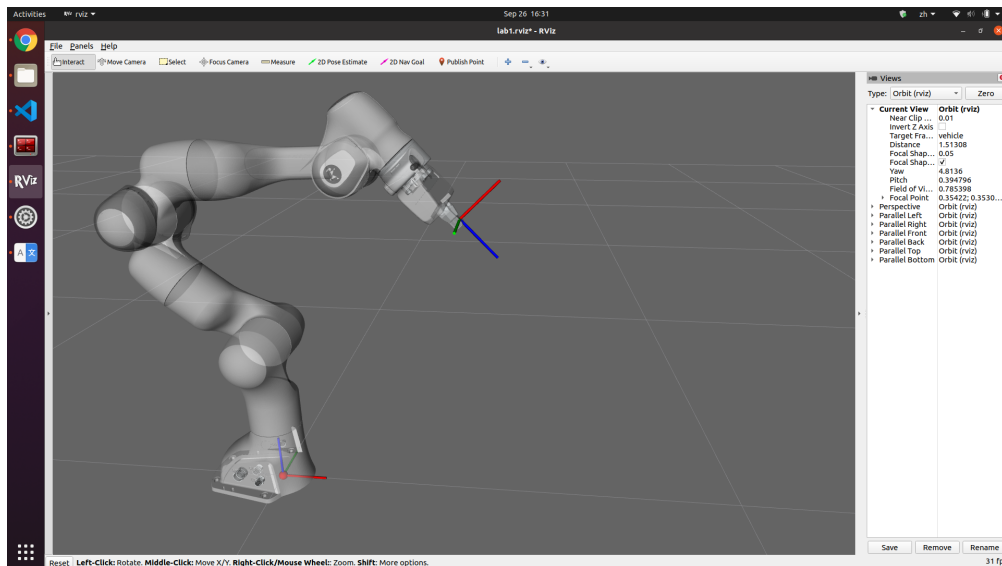 Activities RViz rviz Sep 26 16:31 zh
lab1.rviz* - RViz
File Panels Help
Interact Move Camera Select Focus Camera Measure 2D Pose Estimate 2D Nav Goal Publish Point
Views
Type: Orbit (rviz) Zero
Current View Orbit (rviz)
Near Clip ... 0.01
Invert Z Axis
Target Fra... vehicle
Distance 1.51308
Focal Shap... 0.05
Focal Shap... ✓
Yaw 4.8136
Pitch 0.394796
Field of Vi... 0.785398
Focal Point 0.35422; 0.3530...
Perspective Orbit (rviz)
Parallel Left Orbit (rviz)
Parallel Right Orbit (rviz)
Parallel Front Orbit (rviz)
Parallel Back Orbit (rviz)
Parallel Top Orbit (rviz)
Parallel Bottom Orbit (rviz)
RViz
A 文
Save Remove Rename
Reset Left-Click: Rotate. Middle-Click: Move X/Y. Right-Click/Mouse Wheel:: Zoom. Shift: More options. 31 fp